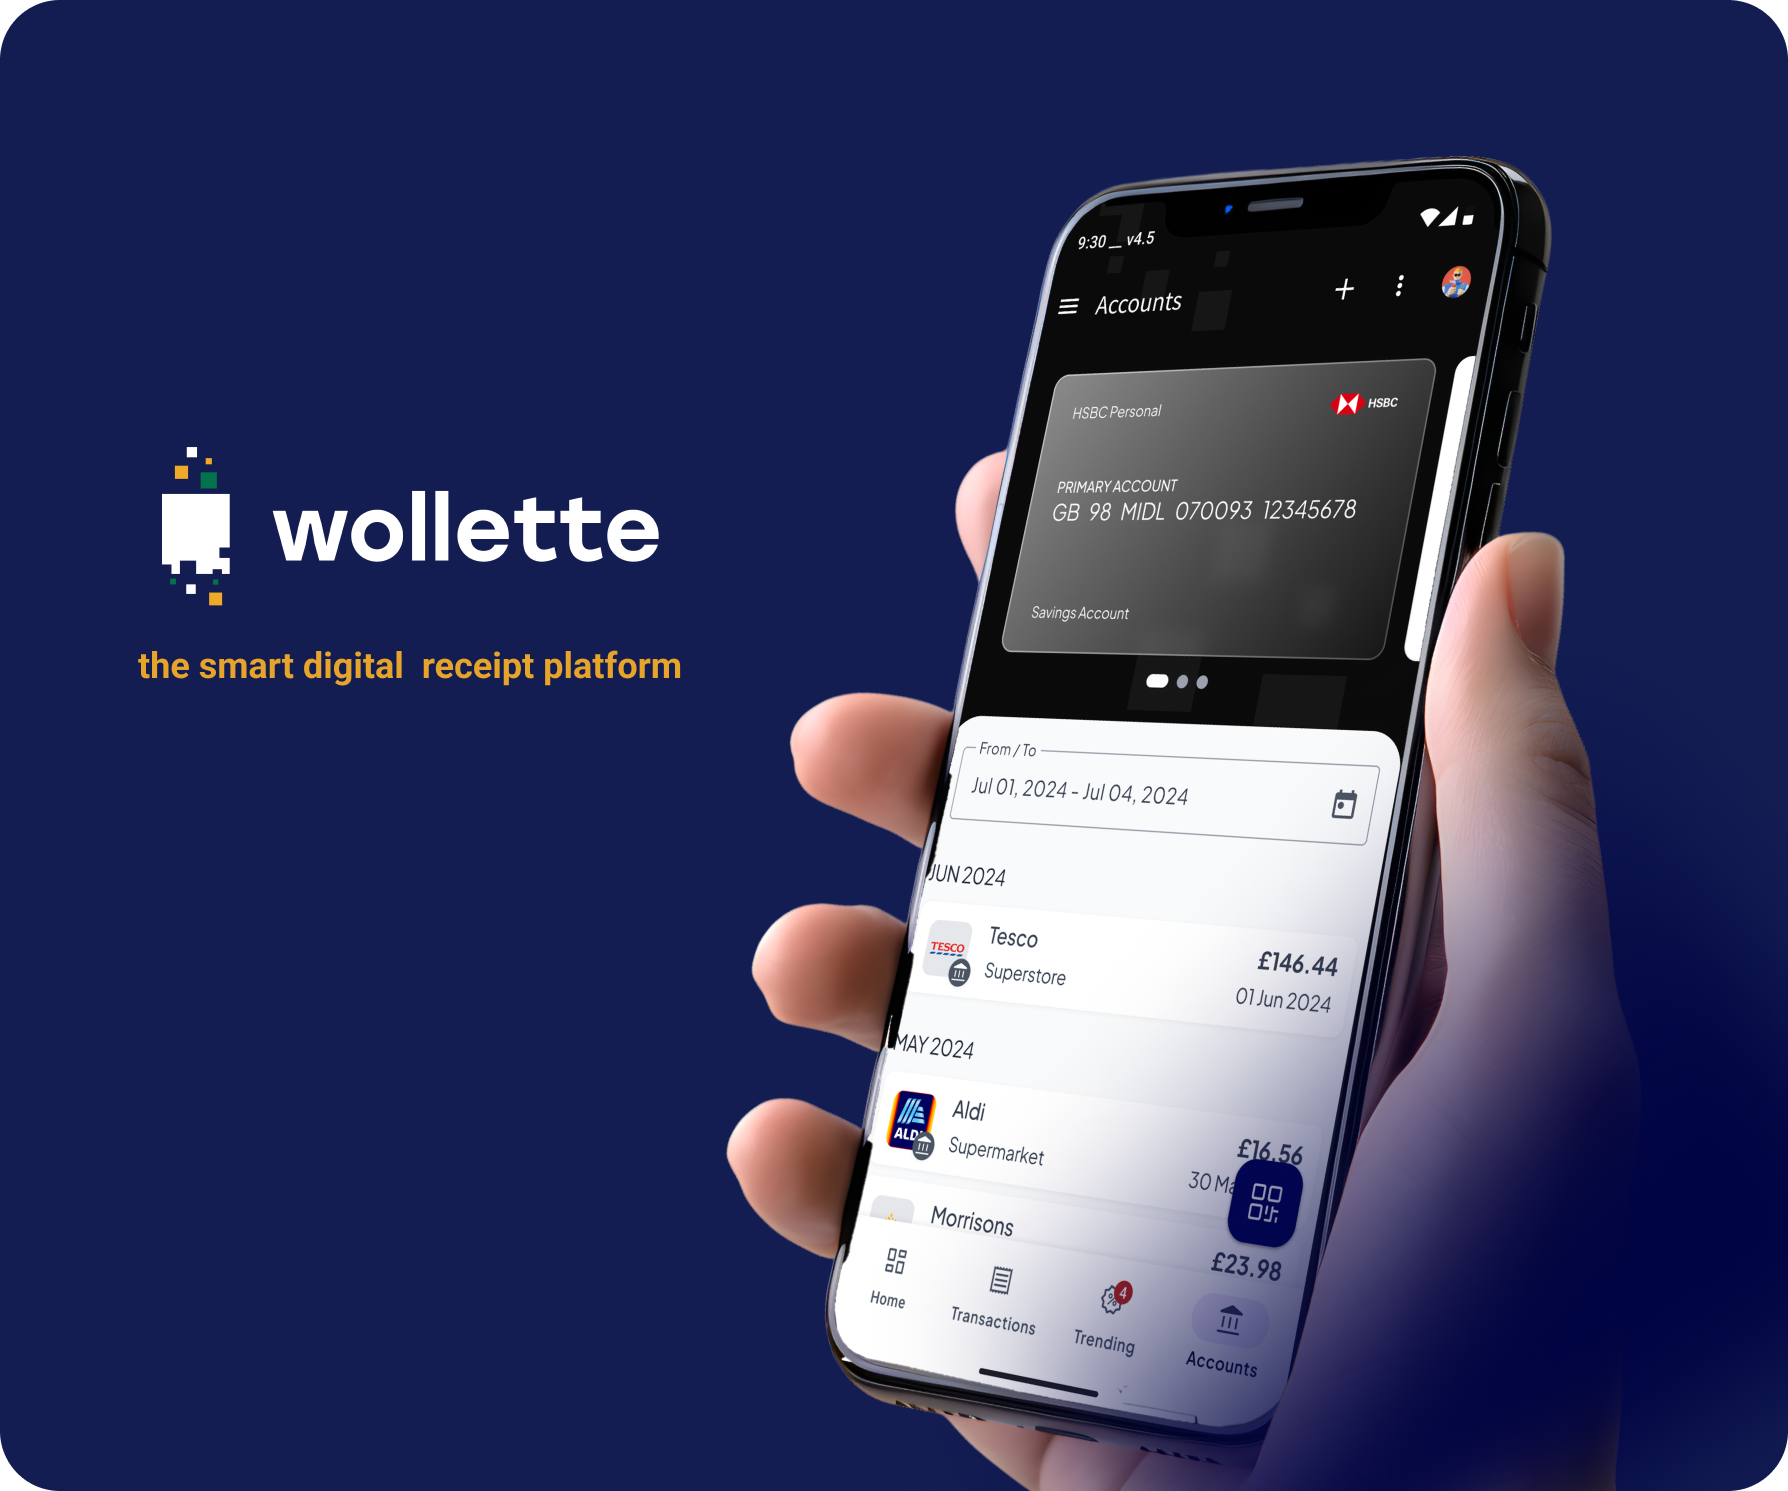 wollette
the smart digital receipt platform
9:30 __ v4.5
Accounts
HSBC Personal
HSBC
PRIMARY ACCOUNT
GB 98 MIDL 070093 12345678
Savings Account
From / To
Jul 01, 2024 - Jul 04, 2024
JUN 2024
TESCO
Tesco
£146.44
Superstore
01 Jun 2024
MAY 2024
ALDI
Aldi
£16.56
Supermarket
30 Ma
Morrisons
£23.98
4
Home
Transactions
Trending
Accounts